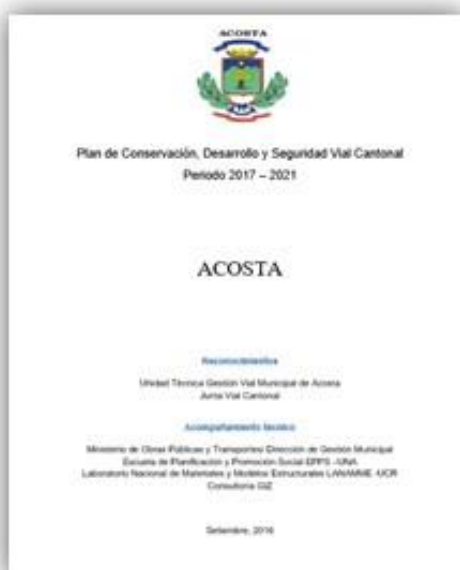 ACOSTA
Plan de Conservación, Desarrollo y Seguridad Vial Cantonal
Periodo 2017 – 2021
ACOSTA
Reconocimientos
Unidad Técnica Gestión Vial Municipal de Acosta
Junta Vial Cantonal
Acompañamiento técnico
Ministerio de Obras Públicas y Transportes/ Dirección de Gestión Municipal
Escuela de Planificación y Promoción Social-EPPS -UNA
Laboratorio Nacional de Materiales y Modelos Estructurales LANAMME -UCR
Consultoría GIZ
Setiembre, 2016